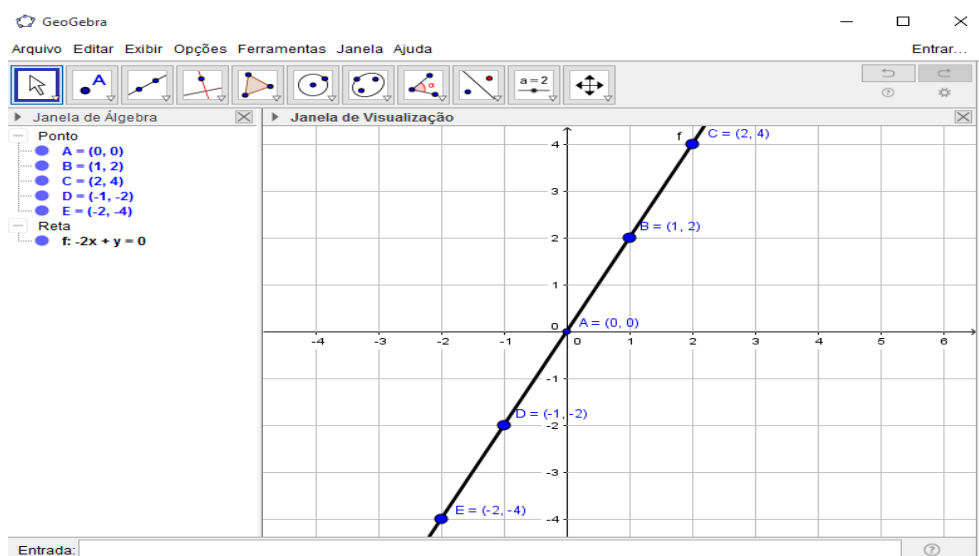 GeoGebra
Arquivo Editar Exibir Opções Ferramentas Janela Ajuda
Entrar...
A
α
a = 2
Janela de Álgebra
Janela de Visualização
Ponto
A = (0, 0)
B = (1, 2)
C = (2, 4)
D = (-1, -2)
E = (-2, -4)
Reta
f: -2x + y = 0
f
C = (2, 4)
4
3
B = (1, 2)
2
1
0
A = (0, 0)
-4 -3 -2 -1 0 1 2 3 4 5 6
-1
D = (-1, -2)
-2
-3
E = (-2, -4)
-4
Entrada: